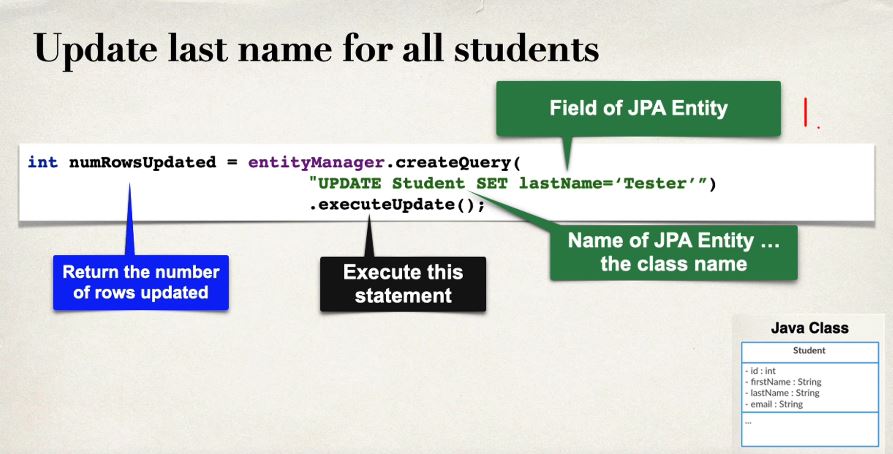 Update last name for all students
Field of JPA Entity
int numRowsUpdated = entityManager.createQuery(
"UPDATE Student SET lastName=‘Tester’”)
.executeUpdate();
Return the number
of rows updated
Execute this
statement
Name of JPA Entity …
the class name
Java Class
Student
- id : int
- firstName : String
- lastName : String
- email : String
...